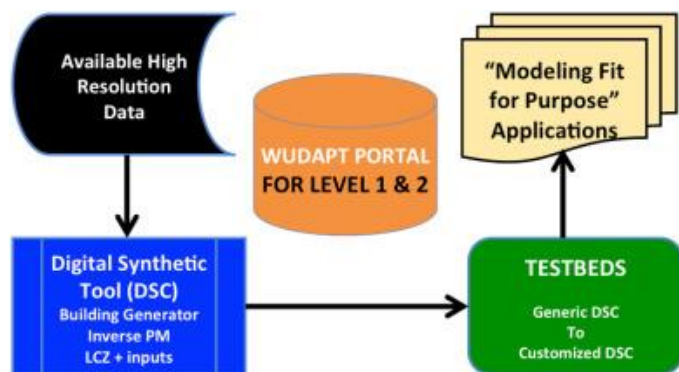 Available High
Resolution
Data
WUDAPT PORTAL
FOR LEVEL 1 & 2
“Modeling Fit
for Purpose”
Applications
Digital Synthetic
Tool (DSC)
Building Generator
Inverse PM
LCZ + inputs
TESTBEDS
Generic DSC
To
Customized DSC